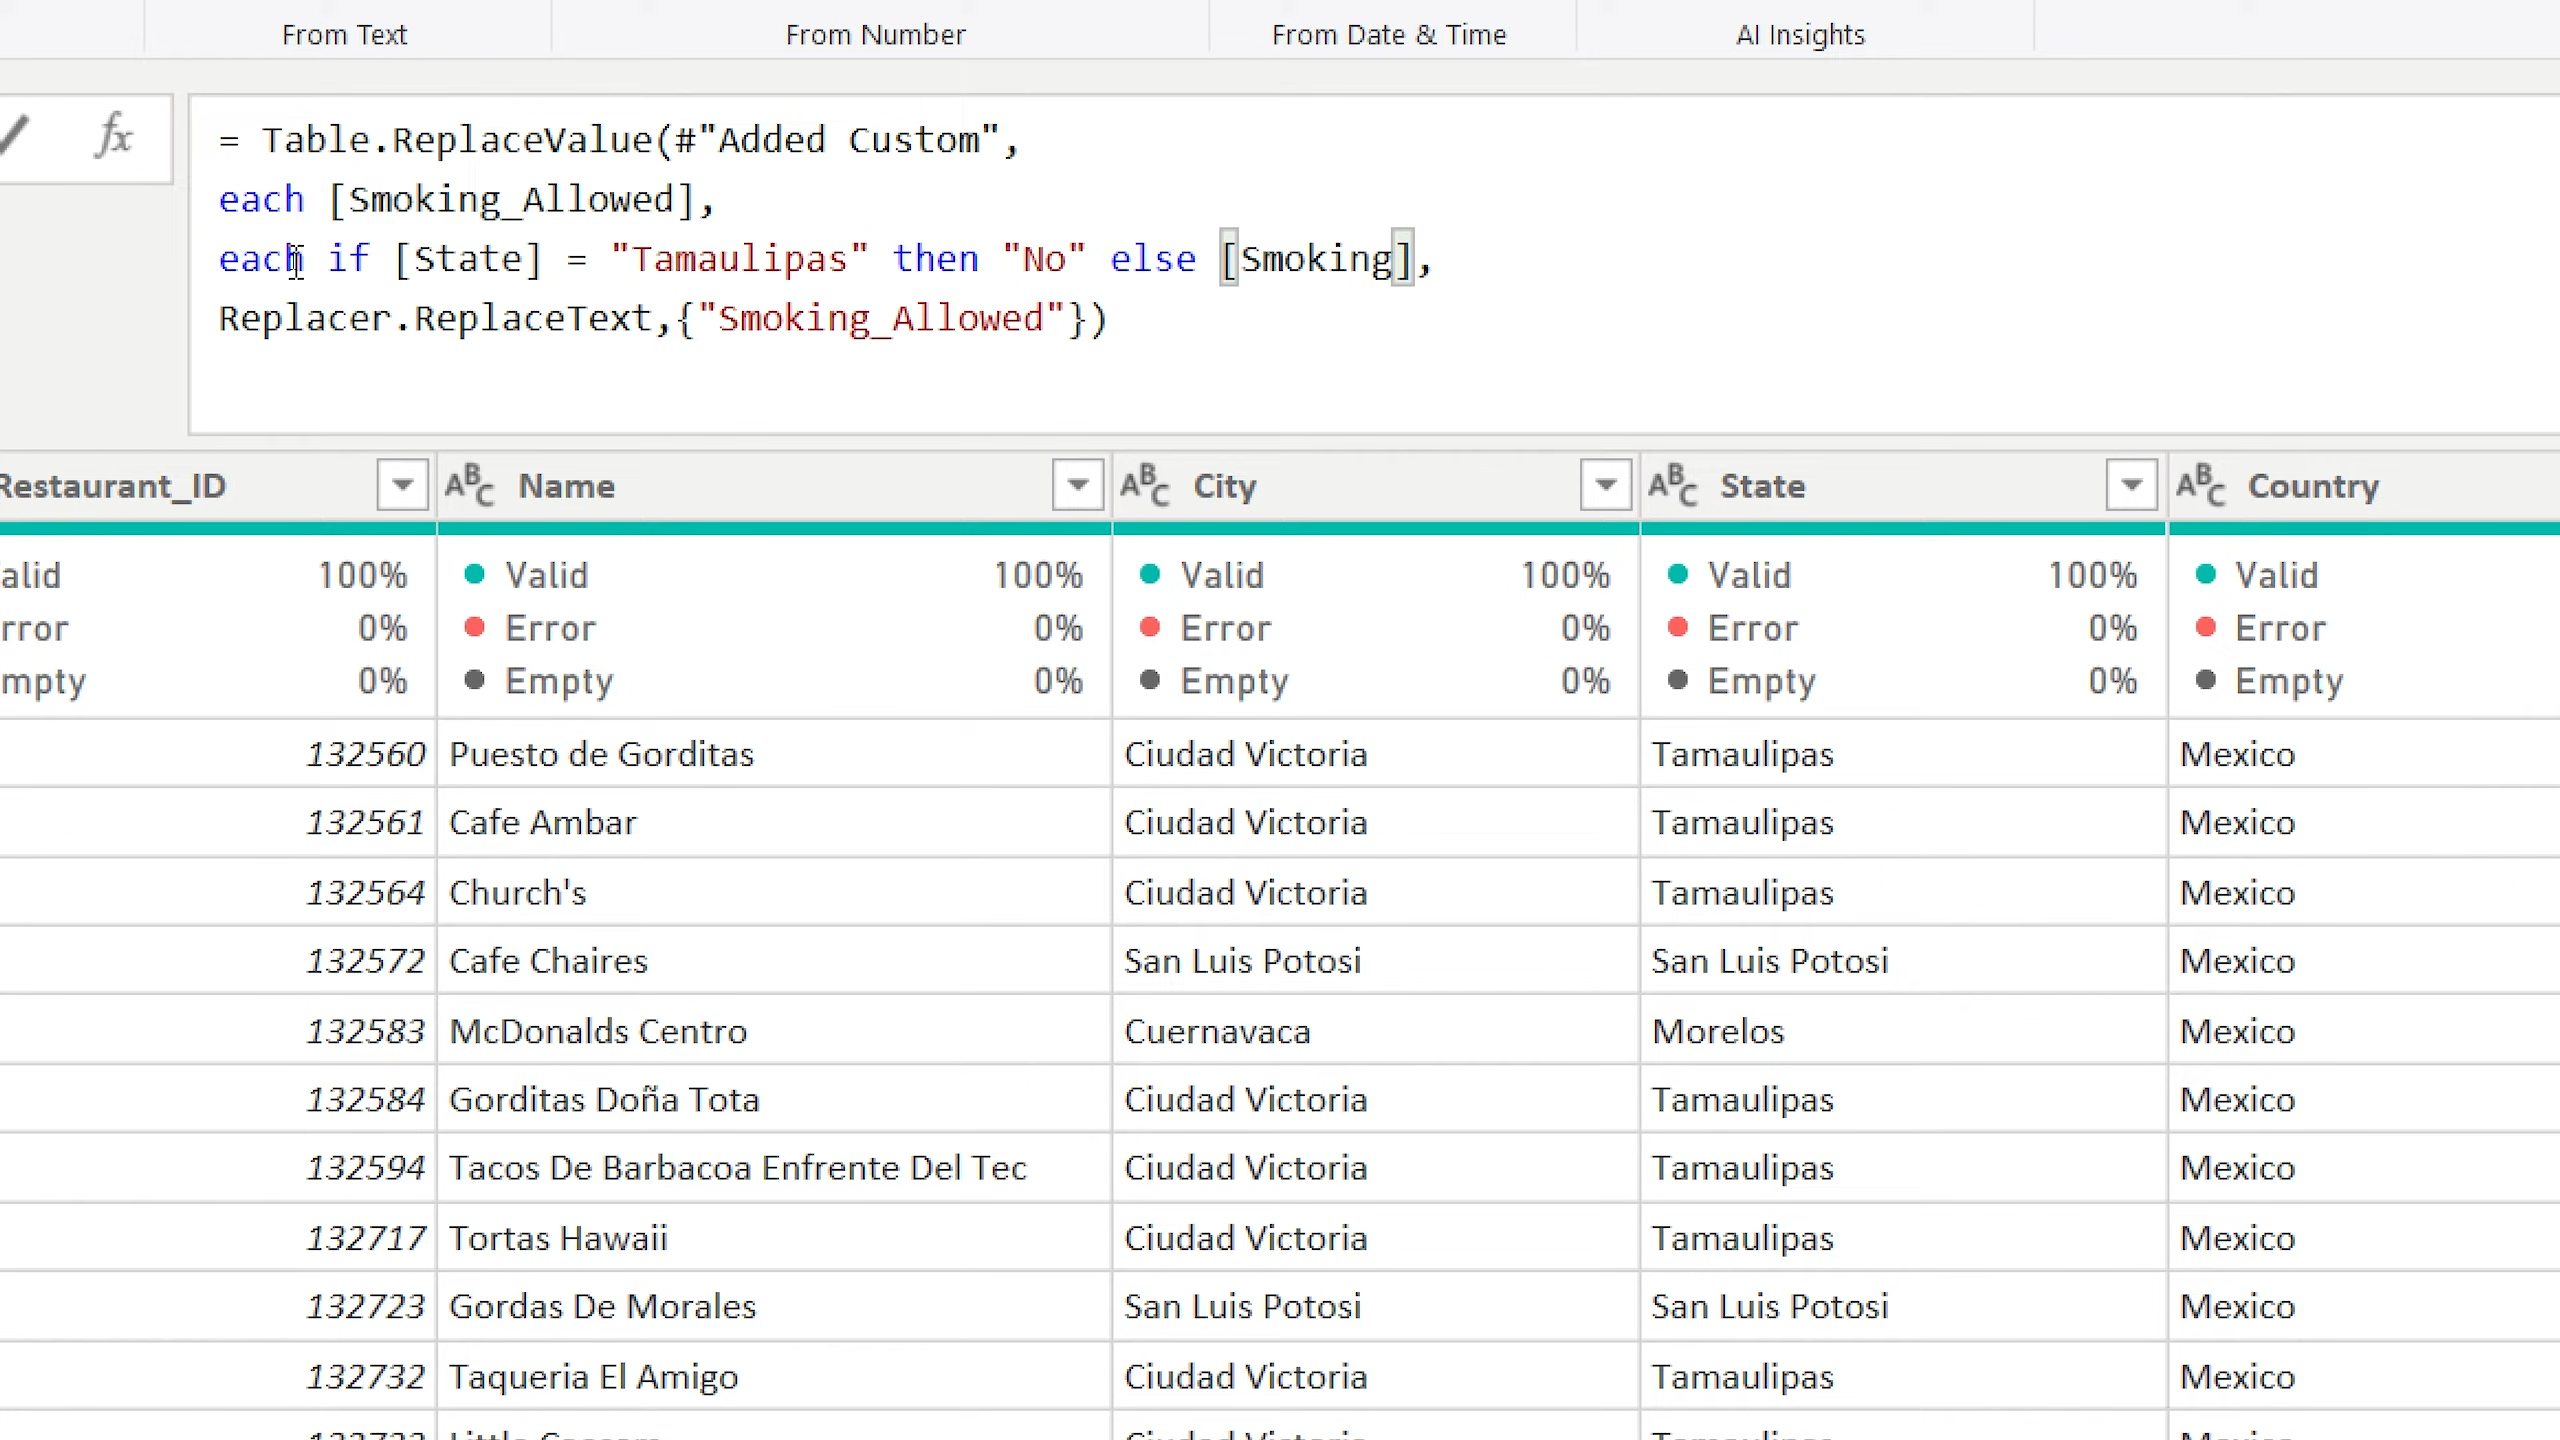 From Text From Number From Date & Time AI Insights
fx
= Table.ReplaceValue(#"Added Custom",
each [Smoking_Allowed],
each if [State] = "Tamaulipas" then "No" else [Smoking],
Replacer.ReplaceText,{"Smoking_Allowed"})
Restaurant_ID ABC Name ABC City ABC State ABC Country
alid 100% Valid 100% Valid 100% Valid 100% Valid
rror 0% Error 0% Error 0% Error 0% Error
mpty 0% Empty 0% Empty 0% Empty 0% Empty
132560 Puesto de Gorditas Ciudad Victoria Tamaulipas Mexico
132561 Cafe Ambar Ciudad Victoria Tamaulipas Mexico
132564 Church's Ciudad Victoria Tamaulipas Mexico
132572 Cafe Chaires San Luis Potosi San Luis Potosi Mexico
132583 McDonalds Centro Cuernavaca Morelos Mexico
132584 Gorditas Doña Tota Ciudad Victoria Tamaulipas Mexico
132594 Tacos De Barbacoa Enfrente Del Tec Ciudad Victoria Tamaulipas Mexico
132717 Tortas Hawaii Ciudad Victoria Tamaulipas Mexico
132723 Gordas De Morales San Luis Potosi San Luis Potosi Mexico
132732 Taqueria El Amigo Ciudad Victoria Tamaulipas Mexico